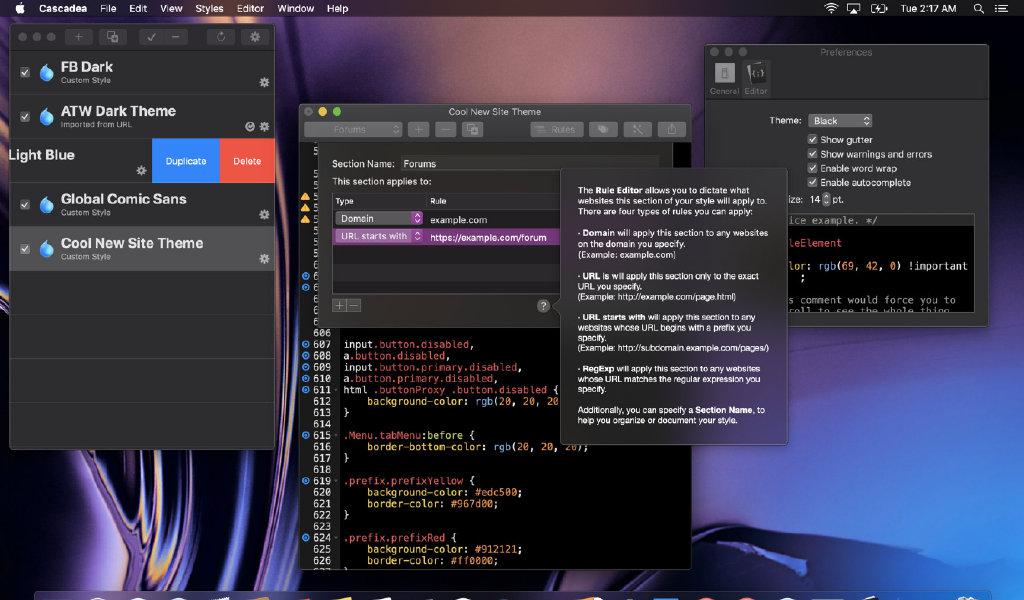 Cascadea File Edit View Styles Editor Window Help
Tue 2:17 AM
FB Dark
Custom Style
ATW Dark Theme
Imported from URL
Light Blue
Duplicate
Delete
Global Comic Sans
Custom Style
Cool New Site Theme
Custom Style
Cool New Site Theme
Forums
Rules
Section Name: Forums
This section applies to:
Type Rule
Domain example.com
URL starts with https://example.com/forum
?
606
607 input.button.disabled,
608 a.button.disabled,
609 input.button.primary.disabled,
610 a.button.primary.disabled,
611 html .buttonProxy .button.disabled {
612 background-color: rgb(20, 20, 20
613 }
614
615 .Menu.tabMenu:before {
616 border-bottom-color: rgb(20, 20, 20);
617 }
618
619 .prefix.prefixYellow {
620 background-color: #edc500;
621 border-color: #967d00;
622 }
623
624 .prefix.prefixRed {
625 background-color: #912121;
626 border-color: #ff0000;
627 }
The Rule Editor allows you to dictate what
websites this section of your style will apply to.
There are four types of rules you can apply:
- Domain will apply this section to any websites
on the domain you specify.
(Example: example.com)
- URL is will apply this section only to the exact
URL you specify.
(Example: http://example.com/page.html)
- URL starts with will apply this section to any
websites whose URL begins with a prefix you
specify.
(Example: http://subdomain.example.com/pages/)
- RegExp will apply this section to any websites
whose URL matches the regular expression you
specify.
Additionally, you can specify a Section Name, to
help you organize or document your style.
Preferences
General Editor
Theme: Black
Show gutter
Show warnings and errors
Enable word wrap
Enable autocomplete
ize: 14 pt.
ice example. */
leElement
lor: rgb(69, 42, 0) !important
;
s comment would force you to
roll to see the whole thing